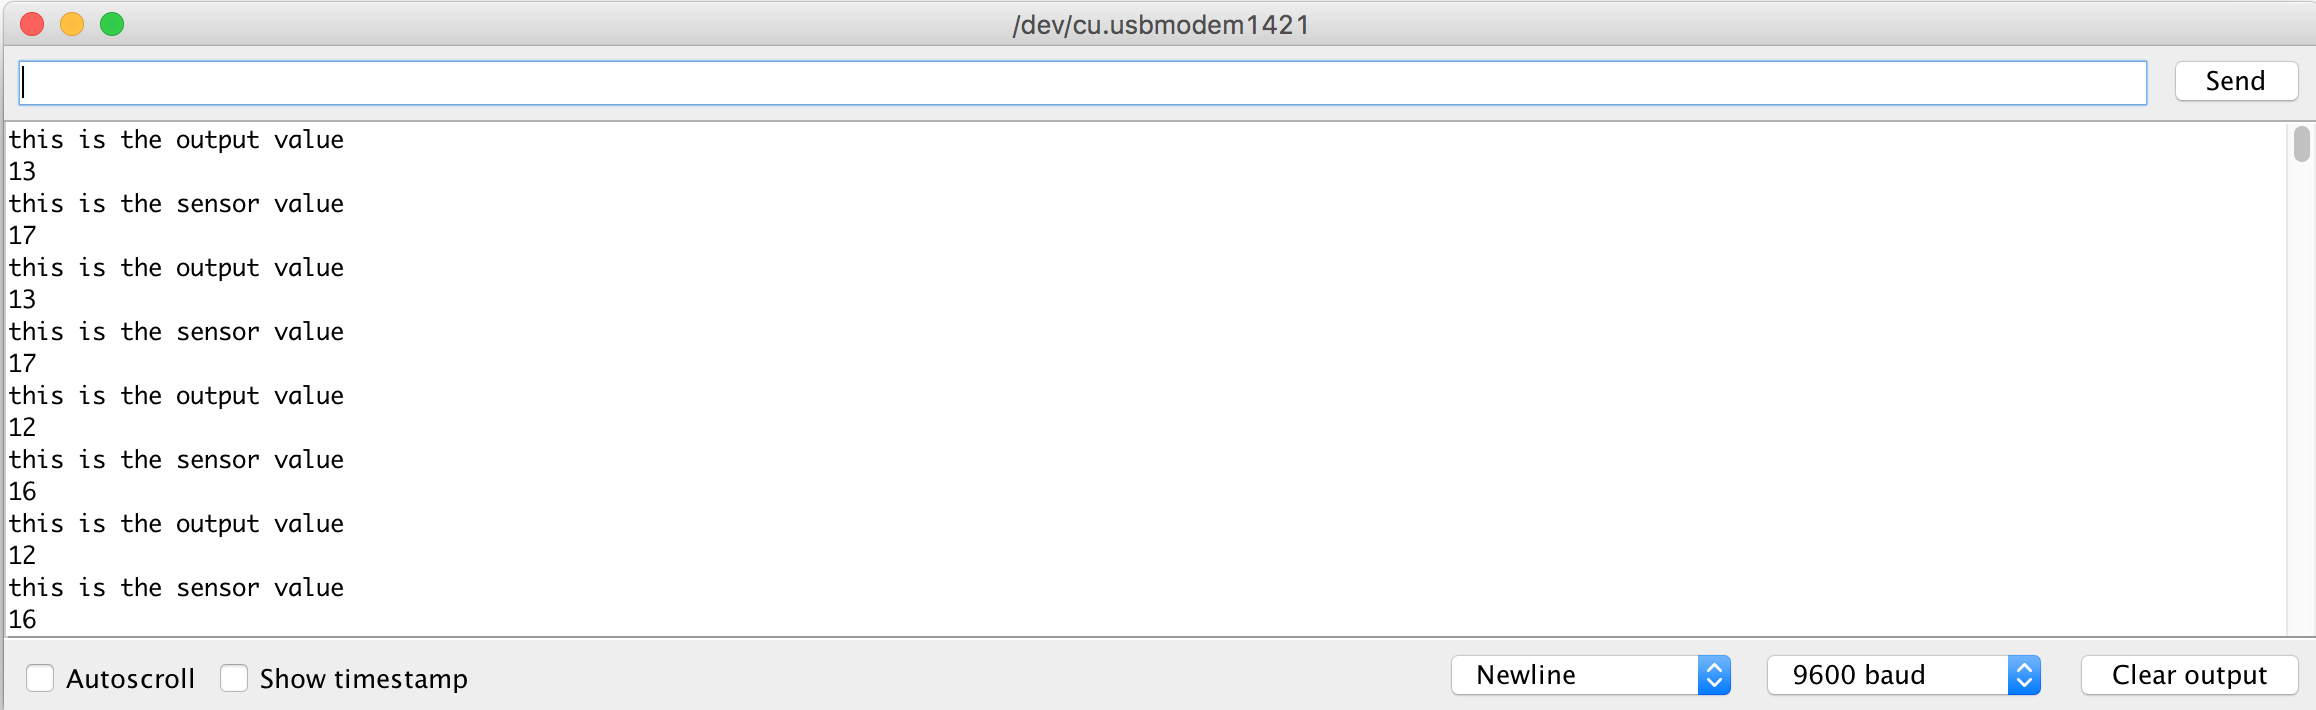 /dev/cu.usbmodem1421
Send
this is the output value
13
this is the sensor value
17
this is the output value
13
this is the sensor value
17
this is the output value
12
this is the sensor value
16
this is the output value
12
this is the sensor value
16
Autoscroll Show timestamp Newline 9600 baud Clear output